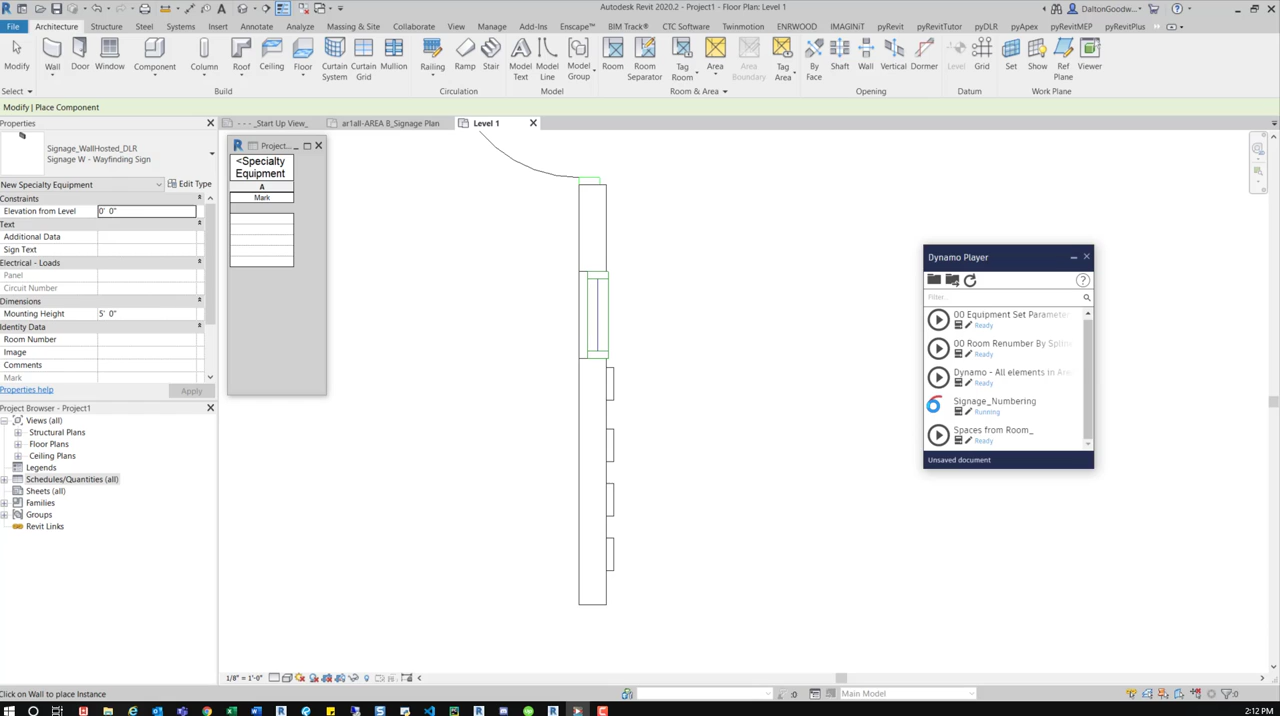 Autodesk Revit 2020.2 - Project1 - Floor Plan: Level 1
DaltonGoodw...
File Architecture Structure Steel Systems Insert Annotate Analyze Massing & Site Collaborate View Manage Add-Ins Enscape™ BIM Track® CTC Software Twinmotion ENRWOOD IMAGINiT pyRevit pyRevitTutor pyDLR pyApex pyRevitMEP pyRevitPlus
Modify Wall Door Window Component Column Roof Ceiling Floor Curtain System Curtain Grid Mullion Railing Ramp Stair Model Text Model Line Model Group Room Room Separator Tag Room Area Area Boundary Tag Area By Face Shaft Wall Vertical Dormer Level Grid Set Show Ref Plane Viewer
Select Build Circulation Model Room & Area Opening Datum Work Plane
Modify | Place Component
Properties
- - - _Start Up View_
ar1all-AREA B_Signage Plan
Level 1
Signage_WallHosted_DLR
Signage W - Wayfinding Sign
New Specialty Equipment
Edit Type
Constraints
Elevation from Level 0' 0"
Text
Additional Data
Sign Text
Electrical - Loads
Panel
Circuit Number
Dimensions
Mounting Height 5' 0"
Identity Data
Room Number
Image
Comments
Mark
Properties help
Apply
Project...
<Specialty
Equipment
A
Mark
Project Browser - Project1
Views (all)
Structural Plans
Floor Plans
Ceiling Plans
Legends
Schedules/Quantities (all)
Sheets (all)
Families
Groups
Revit Links
Dynamo Player
Filter...
00 Equipment Set Parameter
Ready
00 Room Renumber By Spline
Ready
Dynamo - All elements in Are
Ready
Signage_Numbering
Running
Spaces from Room_
Ready
Unsaved document
1/8" = 1'-0"
Click on Wall to place Instance
:0
Main Model
:0
2:12 PM